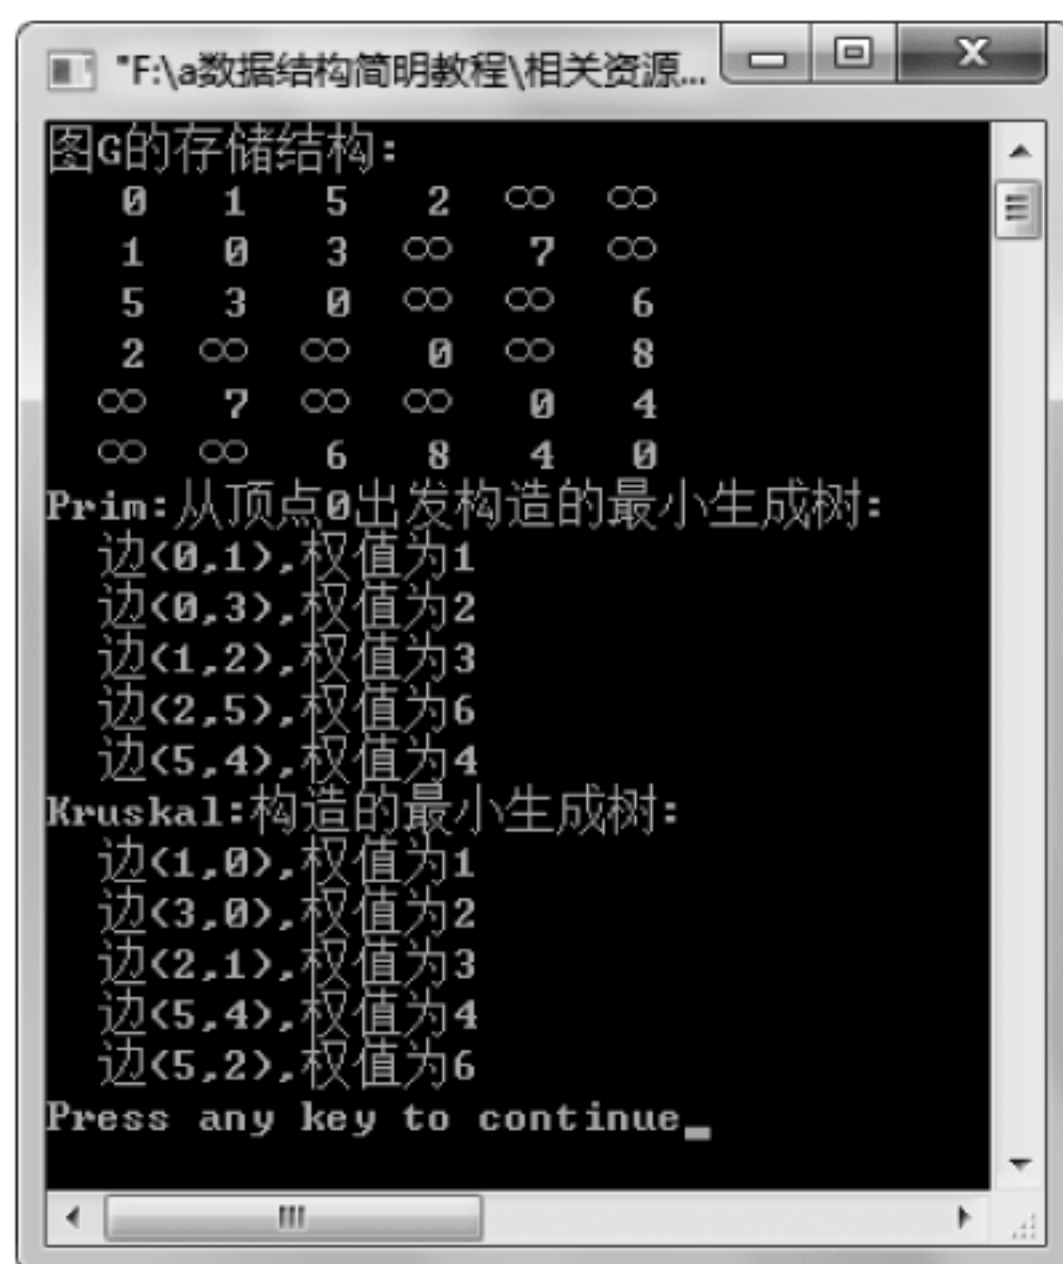 "F:\a数据结构简明教程\相关资源...
图G的存储结构:
0 1 5 2 ∞ ∞
1 0 3 ∞ 7 ∞
5 3 0 ∞ ∞ 6
2 ∞ ∞ 0 ∞ 8
∞ 7 ∞ ∞ 0 4
∞ ∞ 6 8 4 0
Prim:从顶点0出发构造的最小生成树:
边(0,1),权值为1
边(0,3),权值为2
边(1,2),权值为3
边(2,5),权值为6
边(5,4),权值为4
Kruskal:构造的最小生成树:
边(1,0),权值为1
边(3,0),权值为2
边(2,1),权值为3
边(5,4),权值为4
边(5,2),权值为6
Press any key to continue_